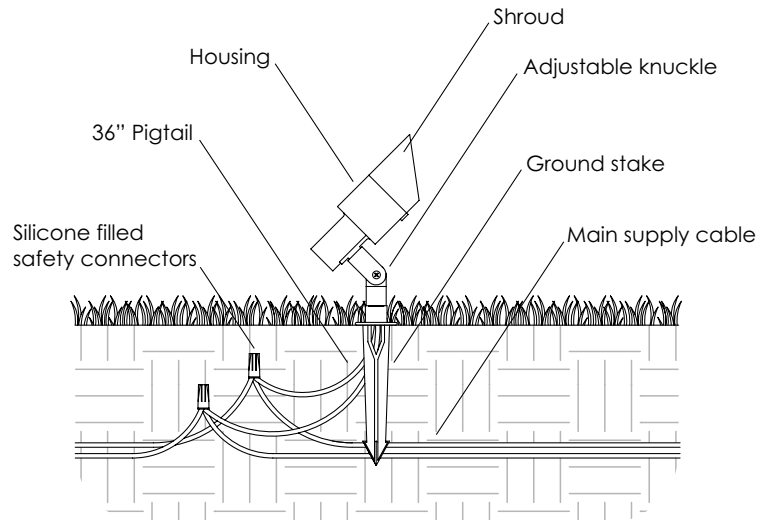 Shroud
Housing
Adjustable knuckle
36” Pigtail
Ground stake
Silicone filled
safety connectors
Main supply cable